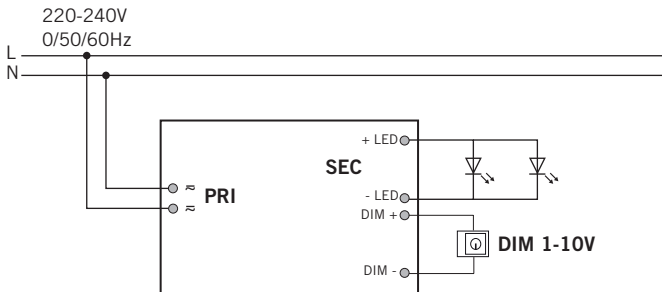 220-240V
0/50/60Hz
L
N
+ LED
SEC
≂ PRI
≂
- LED
DIM +
DIM 1-10V
DIM -